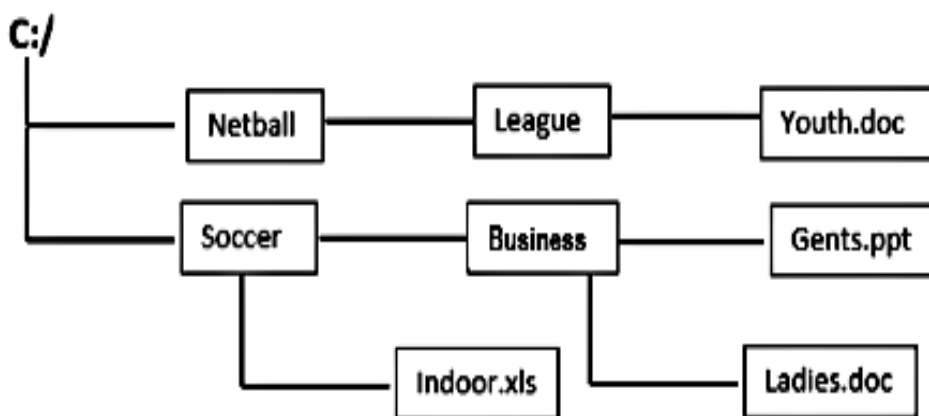 C:/
Netball League Youth.doc
Soccer Business Gents.ppt
Indoor.xls Ladies.doc